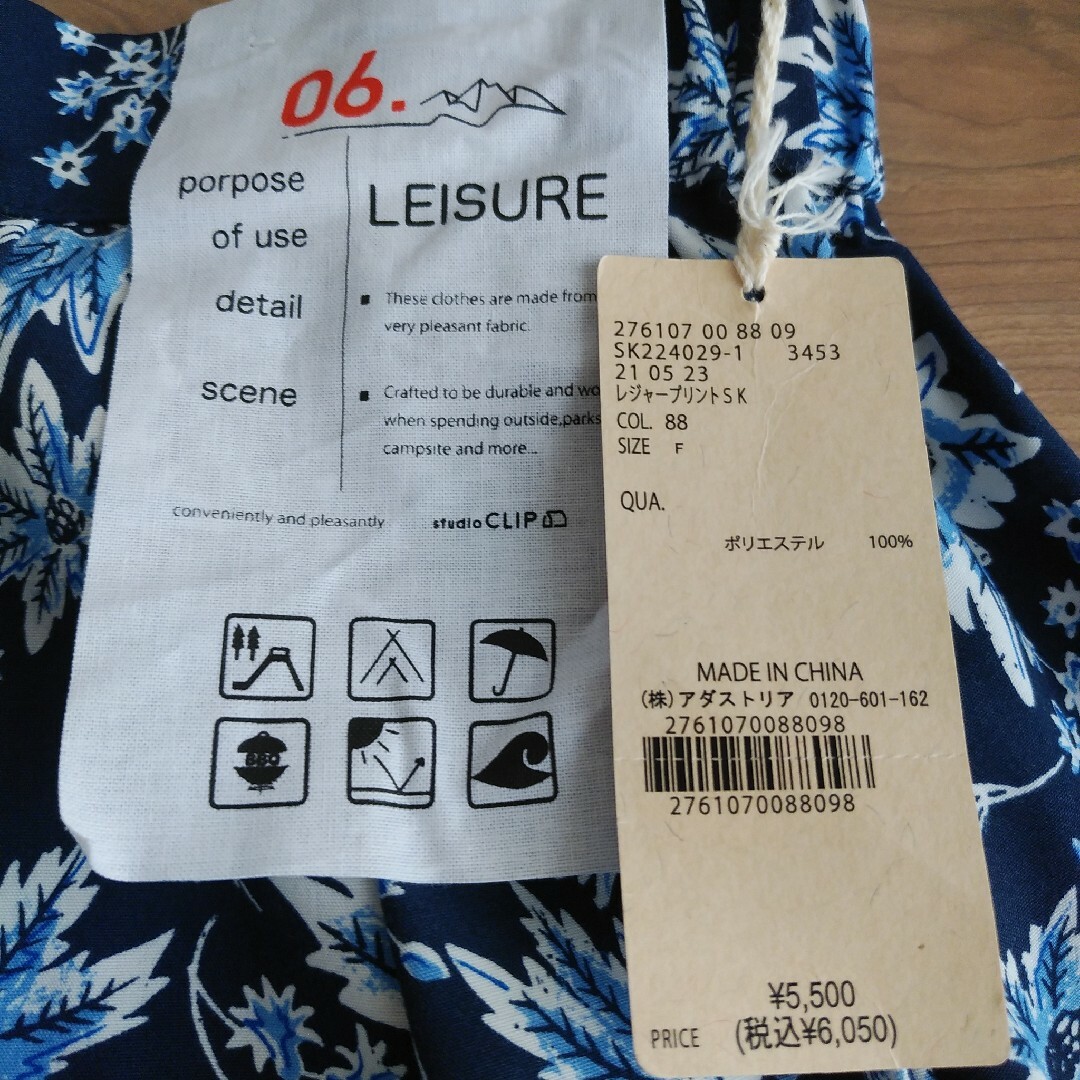 06.
porpose
of use
LEISURE
detail
■ These clothes are made from
very pleasant fabric.
scene
■ Crafted to be durable and
when spending outside,parks
campsite and more...
conveniently and pleasantly
studio CLIP
BBQ
276107 00 88 09
SK224029-1 3453
21 05 23
レジャープリントSK
COL. 88
SIZE F
QUA.
ポリエステル 100%
MADE IN CHINA
(株)アダストリア 0120-601-162
2761070088098
2761070088098
¥5,500
PRICE (税込¥6,050)